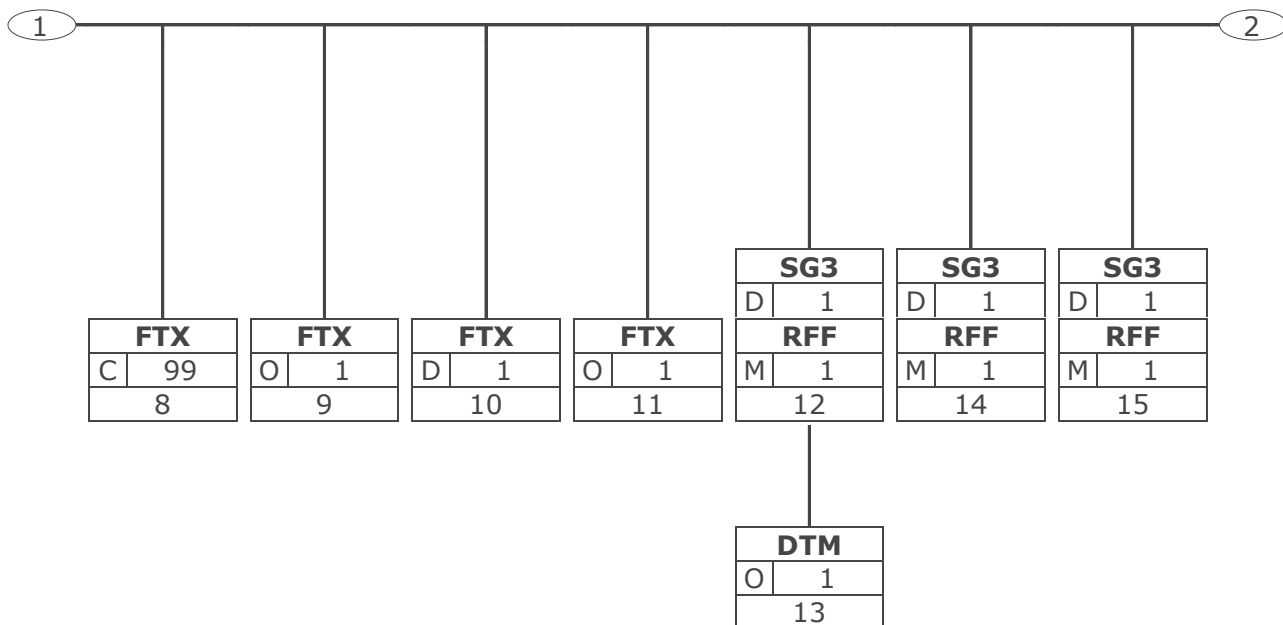 1
2
SG3
SG3
SG3
D 1
D 1
D 1
FTX
FTX
FTX
FTX
RFF
RFF
RFF
C 99
O 1
D 1
O 1
M 1
M 1
M 1
8
9
10
11
12
14
15
DTM
O 1
13